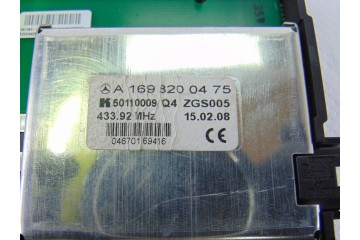 A 169 820 04 75
K 50110009 Q4 ZGS005
433.92 MHz 15.02.08
04670169416 CE